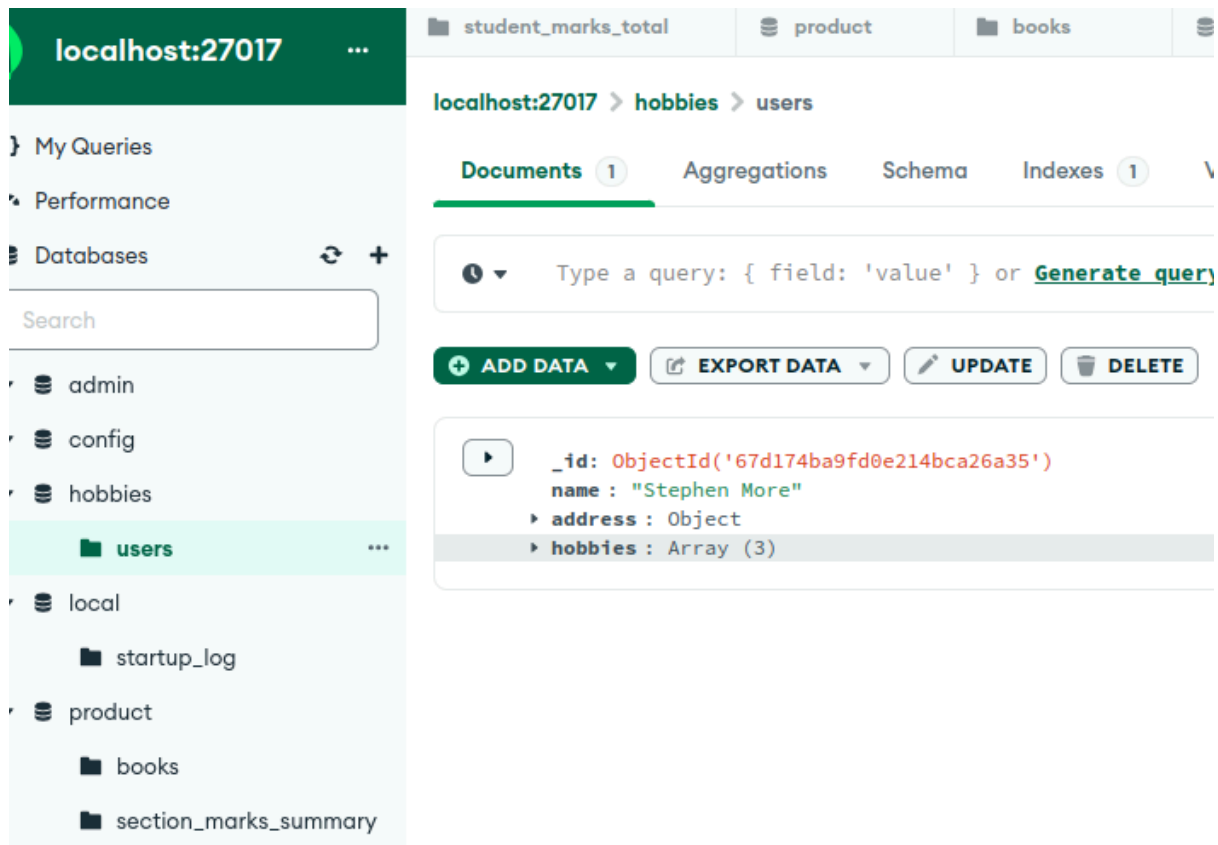 localhost:27017 ...
My Queries
Performance
Databases
Search
admin
config
hobbies
users ...
local
startup_log
product
books
section_marks_summary
student_marks_total product books
localhost:27017 > hobbies > users
Documents 1 Aggregations Schema Indexes 1
Type a query: { field: 'value' } or Generate query
ADD DATA EXPORT DATA UPDATE DELETE
_id: ObjectId('67d174ba9fd0e214bca26a35')
name : "Stephen More"
address : Object
hobbies : Array (3)